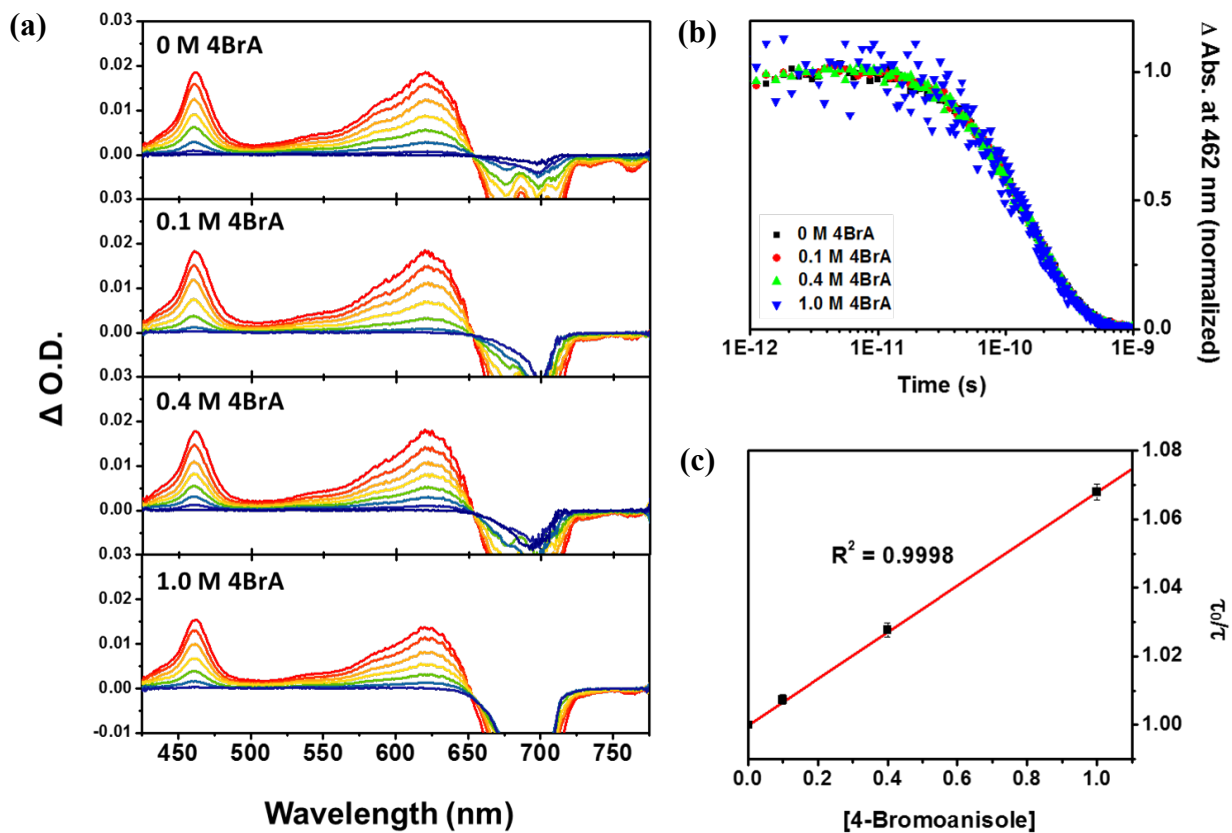 (a)
0 M 4BrA
0.03
0.02
0.01
0.00
0.03
0.1 M 4BrA
0.02
0.01
0.00
0.03
0.4 M 4BrA
0.02
0.01
0.00
0.03
1.0 M 4BrA
0.02
0.01
0.00
-0.01
450 500 550 600 650 700 750
Wavelength (nm)
Δ O.D.
(b)
0 M 4BrA
0.1 M 4BrA
0.4 M 4BrA
1.0 M 4BrA
1.0
0.5
0.0
1E-12 1E-11 1E-10 1E-9
Time (s)
Δ Abs. at 462 nm (normalized)
(c)
R² = 0.9998
1.08
1.06
1.04
1.02
1.00
0.0 0.2 0.4 0.6 0.8 1.0
[4-Bromoanisole]
τ₀/τ